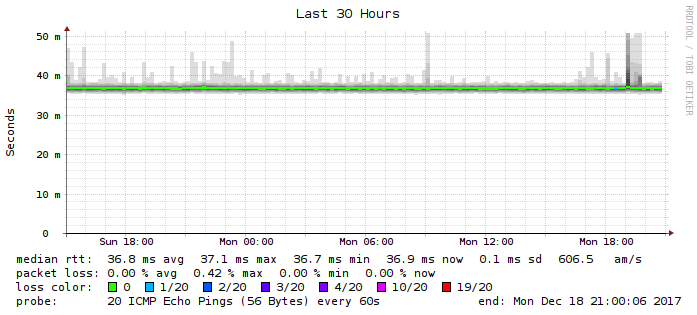 Last 30 Hours
RRDTOOL / TOBI OETIKER
Seconds
50 m
40 m
30 m
20 m
10 m
0
Sun 18:00 Mon 00:00 Mon 06:00 Mon 12:00 Mon 18:00
median rtt: 36.8 ms avg 37.1 ms max 36.7 ms min 36.9 ms now 0.1 ms sd 606.5 am/s
packet loss: 0.00 % avg 0.42 % max 0.00 % min 0.00 % now
loss color: 0 1/20 2/20 3/20 4/20 10/20 19/20
probe: 20 ICMP Echo Pings (56 Bytes) every 60s end: Mon Dec 18 21:00:06 2017